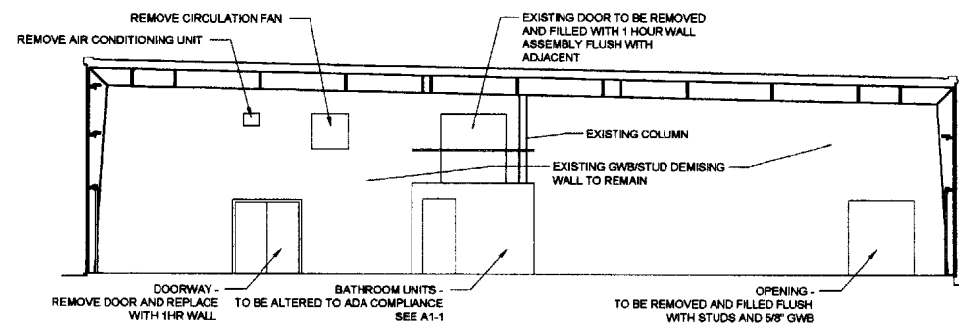 REMOVE CIRCULATION FAN
REMOVE AIR CONDITIONING UNIT
EXISTING DOOR TO BE REMOVED
AND FILLED WITH 1 HOUR WALL
ASSEMBLY FLUSH WITH
ADJACENT
EXISTING COLUMN
EXISTING GWB/STUD DEMISING
WALL TO REMAIN
DOORWAY -
REMOVE DOOR AND REPLACE
WITH 1HR WALL
BATHROOM UNITS -
TO BE ALTERED TO ADA COMPLIANCE
SEE A1-1
OPENING -
TO BE REMOVED AND FILLED FLUSH
WITH STUDS AND 5/8" GWB